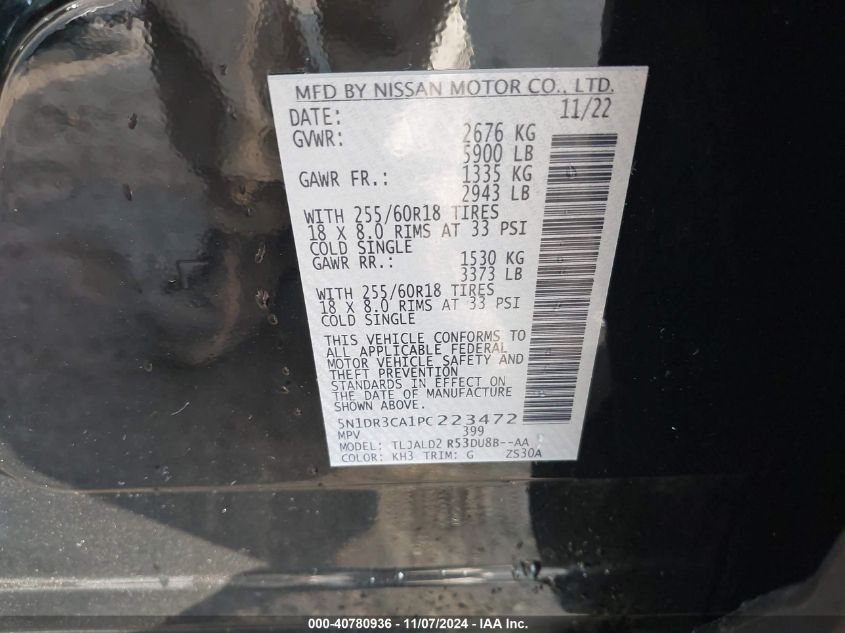 MFD BY NISSAN MOTOR CO., LTD.
DATE: 11/22
GVWR: 2676 KG
5900 LB
GAWR FR.: 1335 KG
2943 LB
WITH 255/60R18 TIRES
18 X 8.0 RIMS AT 33 PSI
COLD SINGLE
GAWR RR.: 1530 KG
3373 LB
WITH 255/60R18 TIRES
18 X 8.0 RIMS AT 33 PSI
COLD SINGLE
THIS VEHICLE CONFORMS TO
ALL APPLICABLE FEDERAL
MOTOR VEHICLE SAFETY AND
THEFT PREVENTION
STANDARDS IN EFFECT ON
THE DATE OF MANUFACTURE
SHOWN ABOVE.
5N1DR3CA1PC223472
MPV 399
MODEL: TLJALD2 R53DU8B--AA
COLOR: KH3 TRIM: G ZS30A
000-40780936 - 11/07/2024 - IAA Inc.